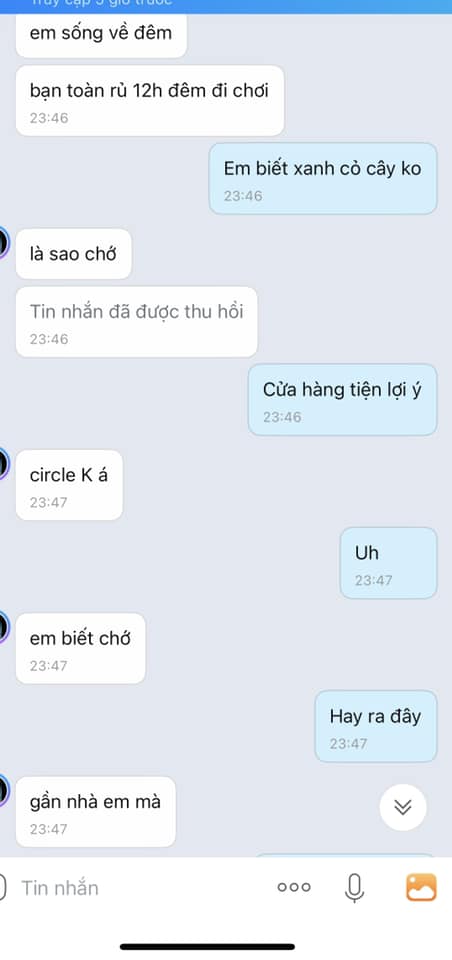 Truy cập 5 giờ trước
em sống về đêm
bạn toàn rủ 12h đêm đi chơi
23:46
Em biết xanh cỏ cây ko
23:46
là sao chớ
Tin nhắn đã được thu hồi
23:46
Cửa hàng tiện lợi ý
23:46
circle K á
23:47
Uh
23:47
em biết chớ
23:47
Hay ra đây
23:47
gần nhà em mà
23:47
Tin nhắn